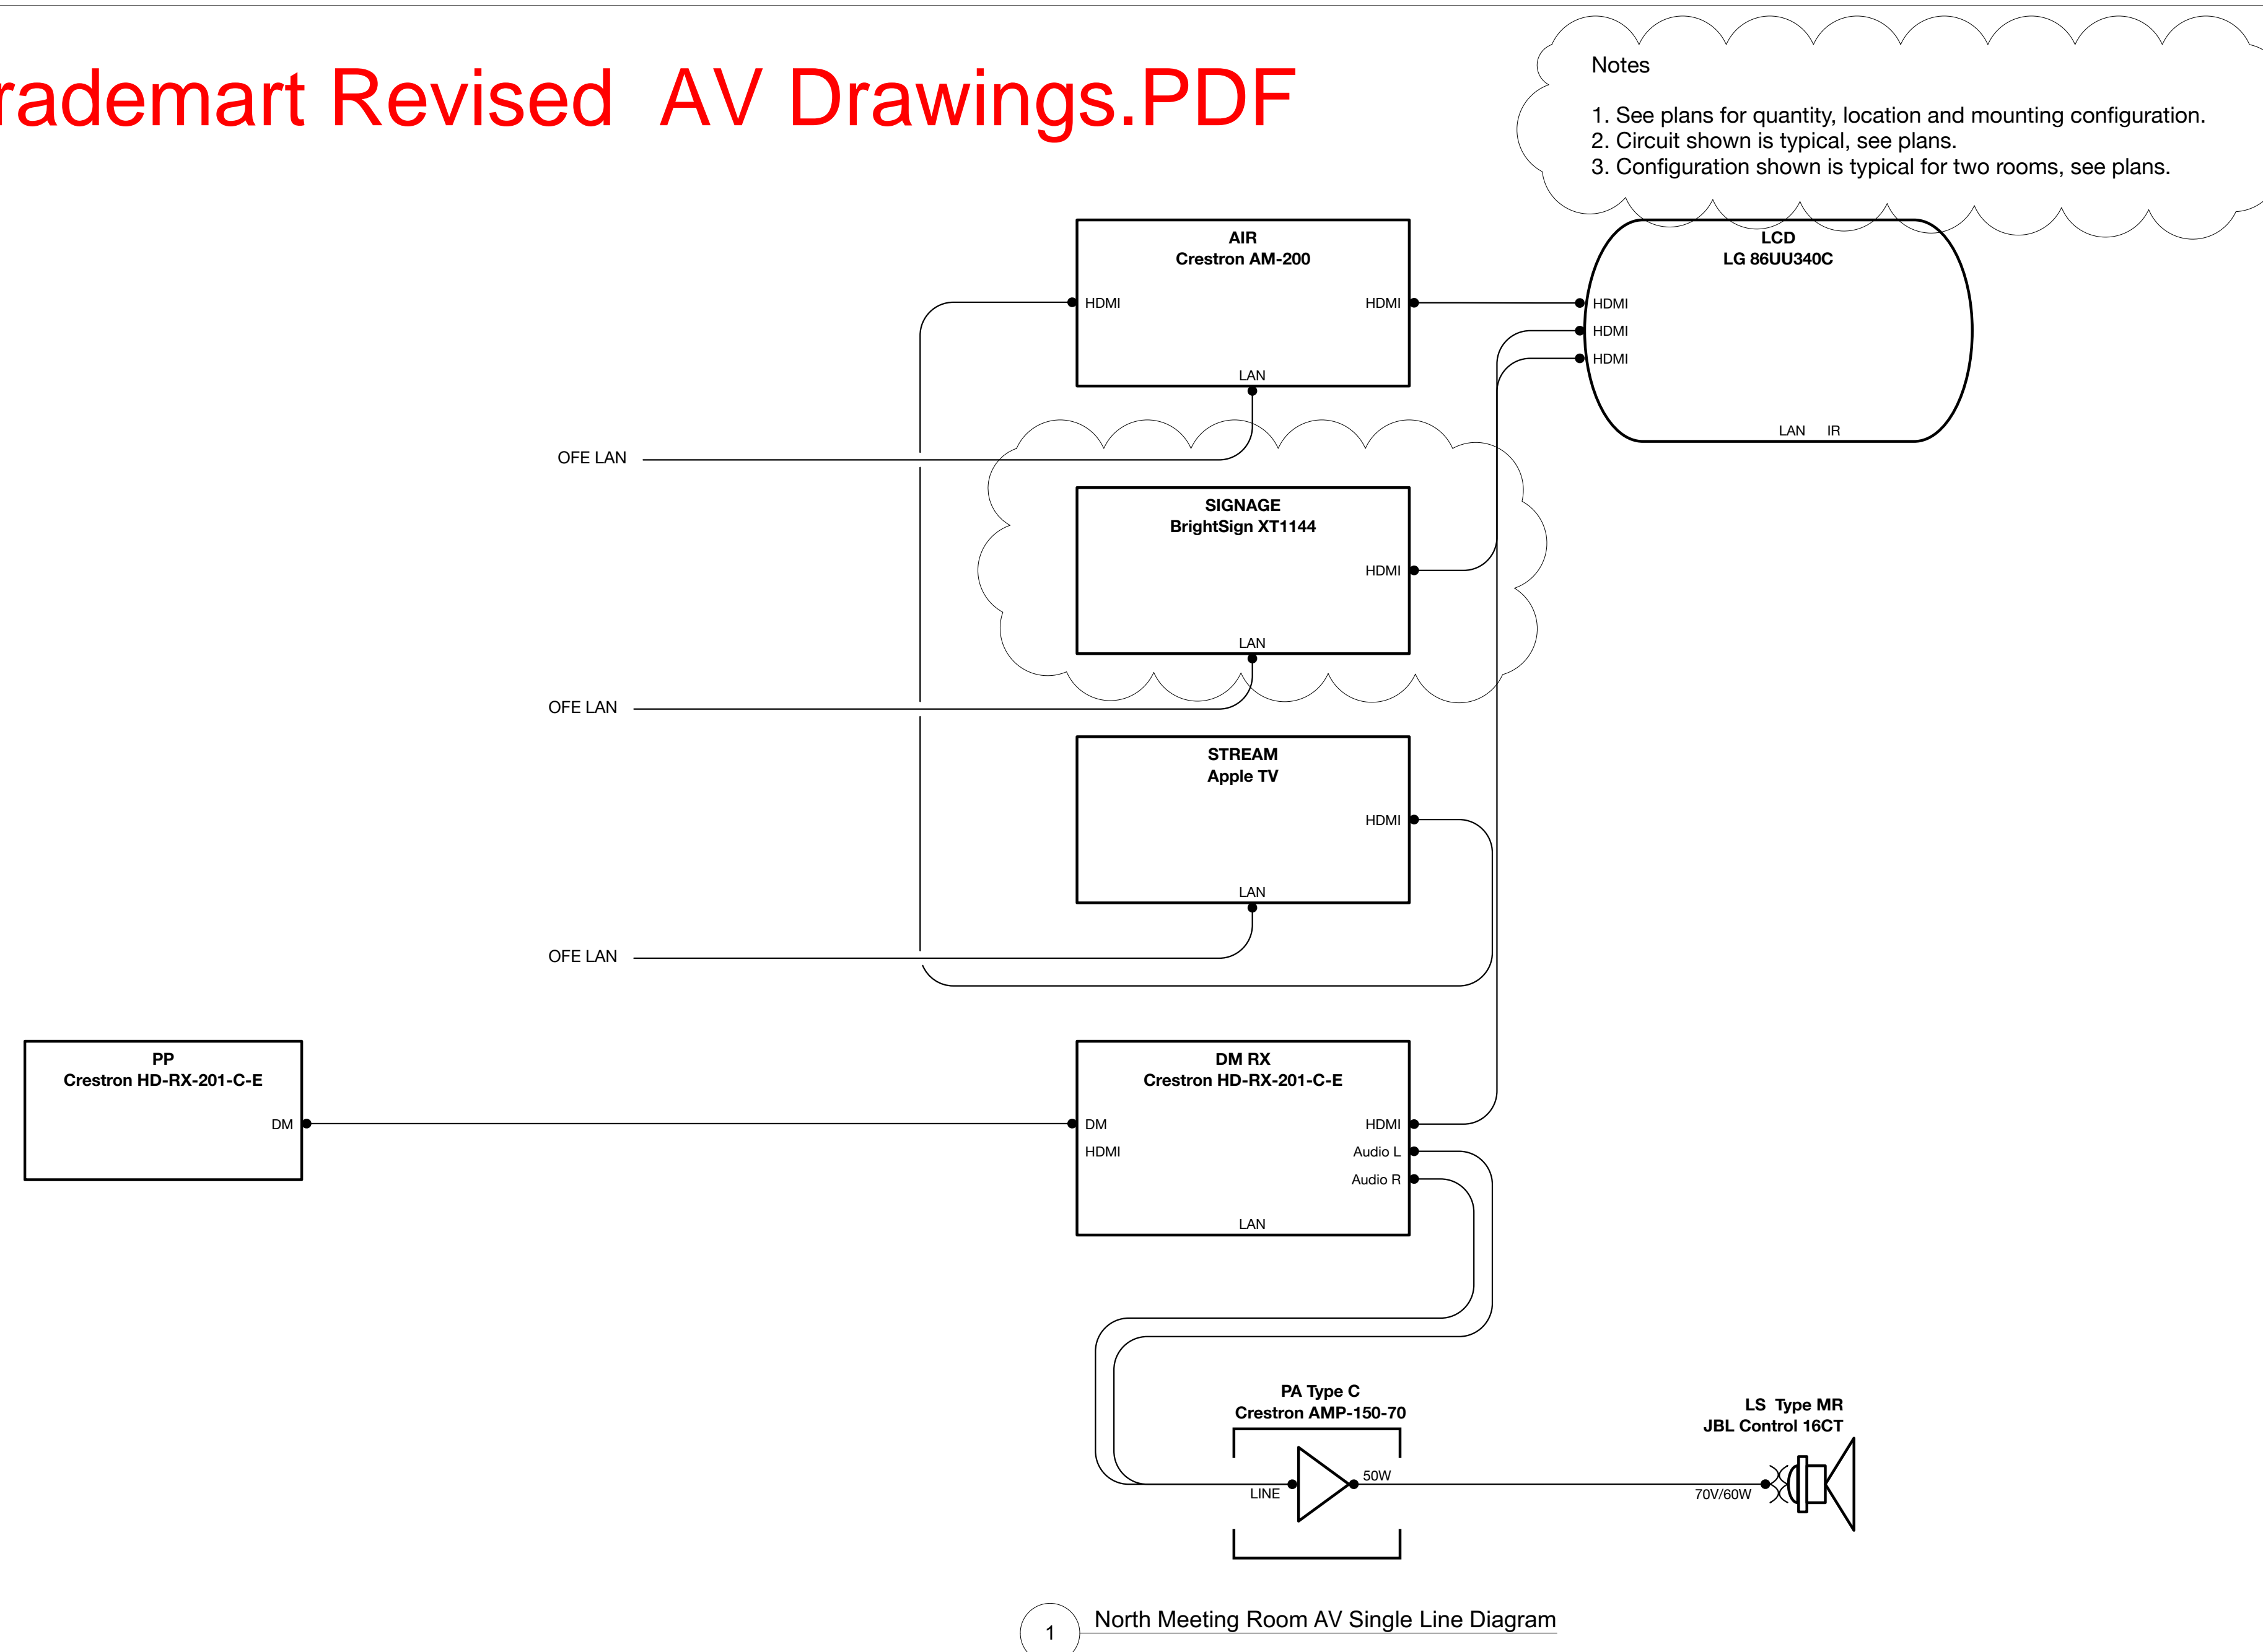 rademart Revised  AV Drawings.PDF
Notes
1. See plans for quantity, location and mounting configuration.
2. Circuit shown is typical, see plans.
3. Configuration shown is typical for two rooms, see plans.
AIR
Crestron AM-200
HDMI
HDMI
LAN
LCD
LG 86UU340C
HDMI
HDMI
HDMI
LAN IR
OFE LAN
SIGNAGE
BrightSign XT1144
HDMI
LAN
OFE LAN
STREAM
Apple TV
HDMI
LAN
OFE LAN
PP
Crestron HD-RX-201-C-E
DM
DM RX
Crestron HD-RX-201-C-E
DM
HDMI
HDMI
Audio L
Audio R
LAN
PA Type C
Crestron AMP-150-70
LINE
50W
LS  Type MR
JBL Control 16CT
70V/60W
1
North Meeting Room AV Single Line Diagram